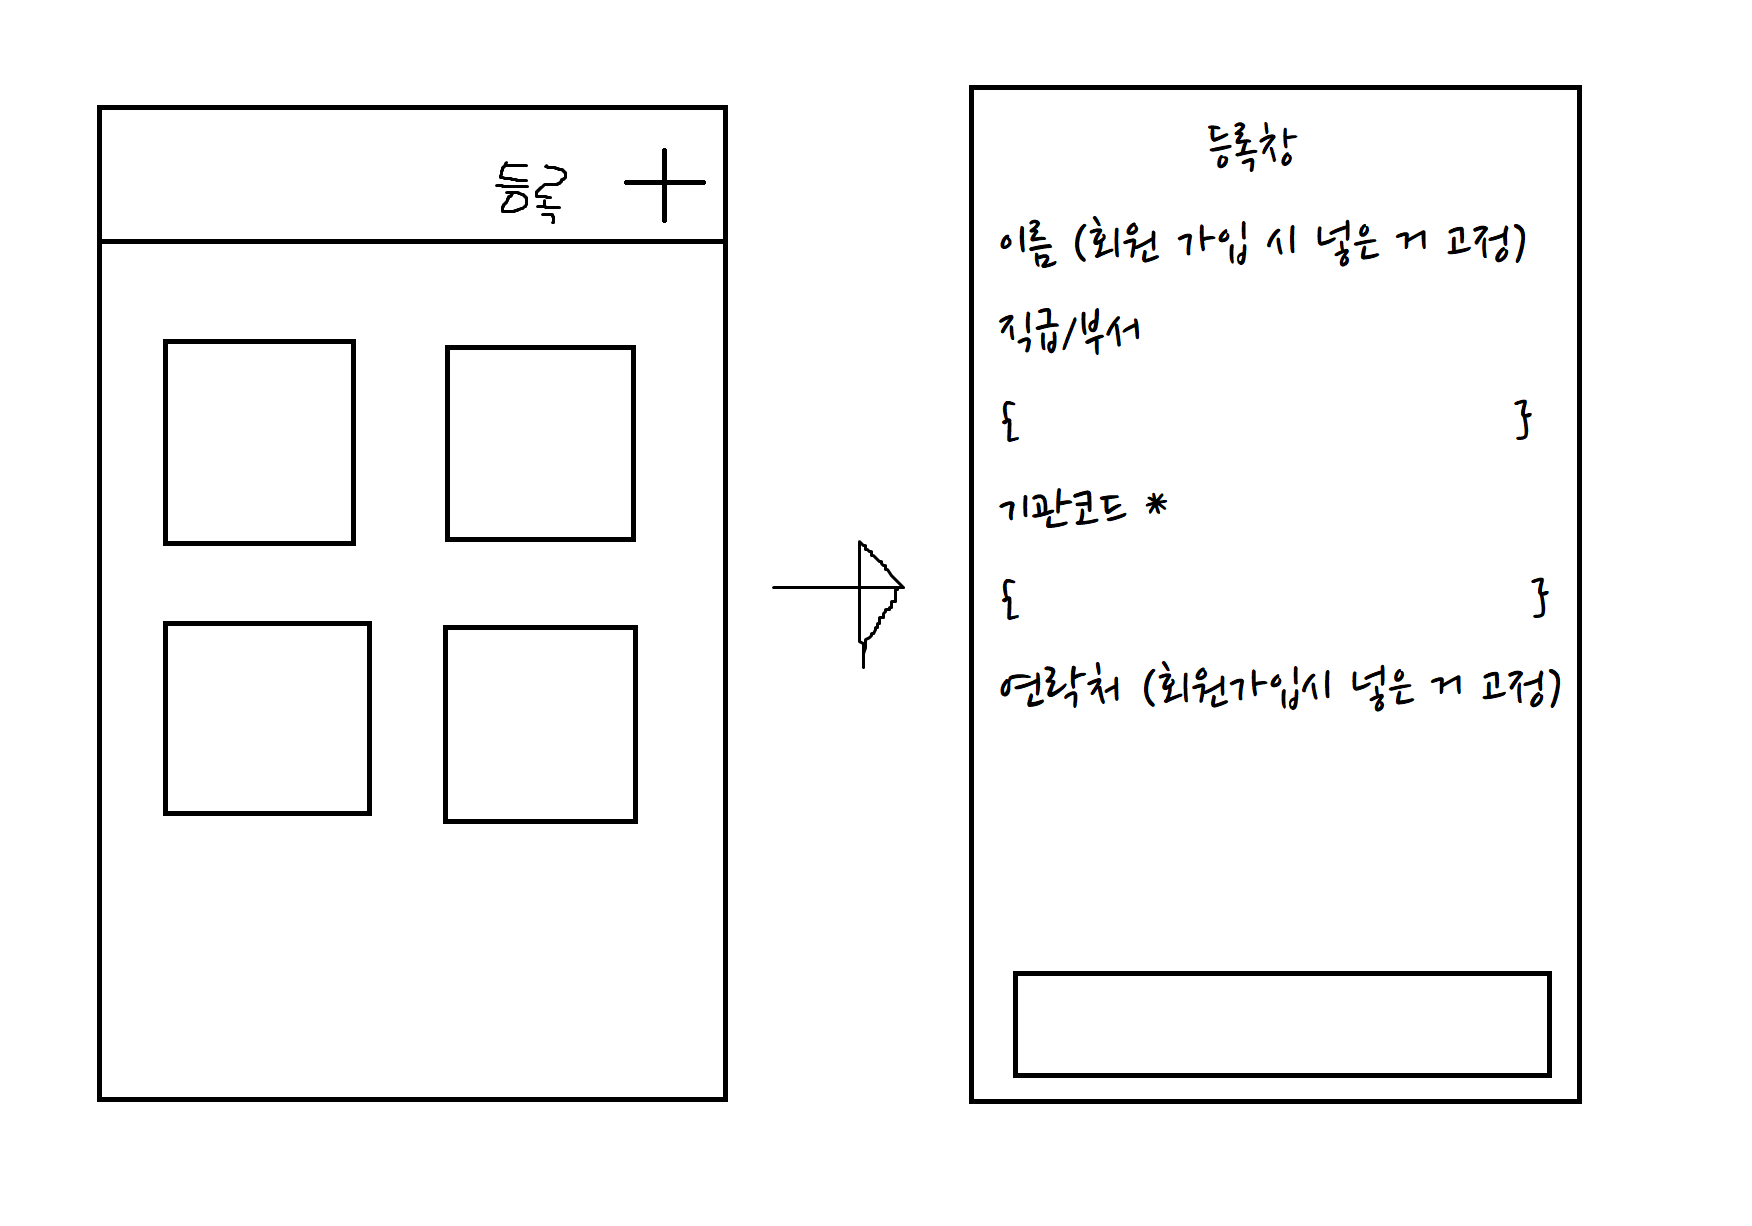 등록
등록창
이름 (회원 가입 시 넣은 거 고정)
직급/부서
{ }
기관코드 *
{ }
연락처 (회원가입시 넣은 거 고정)